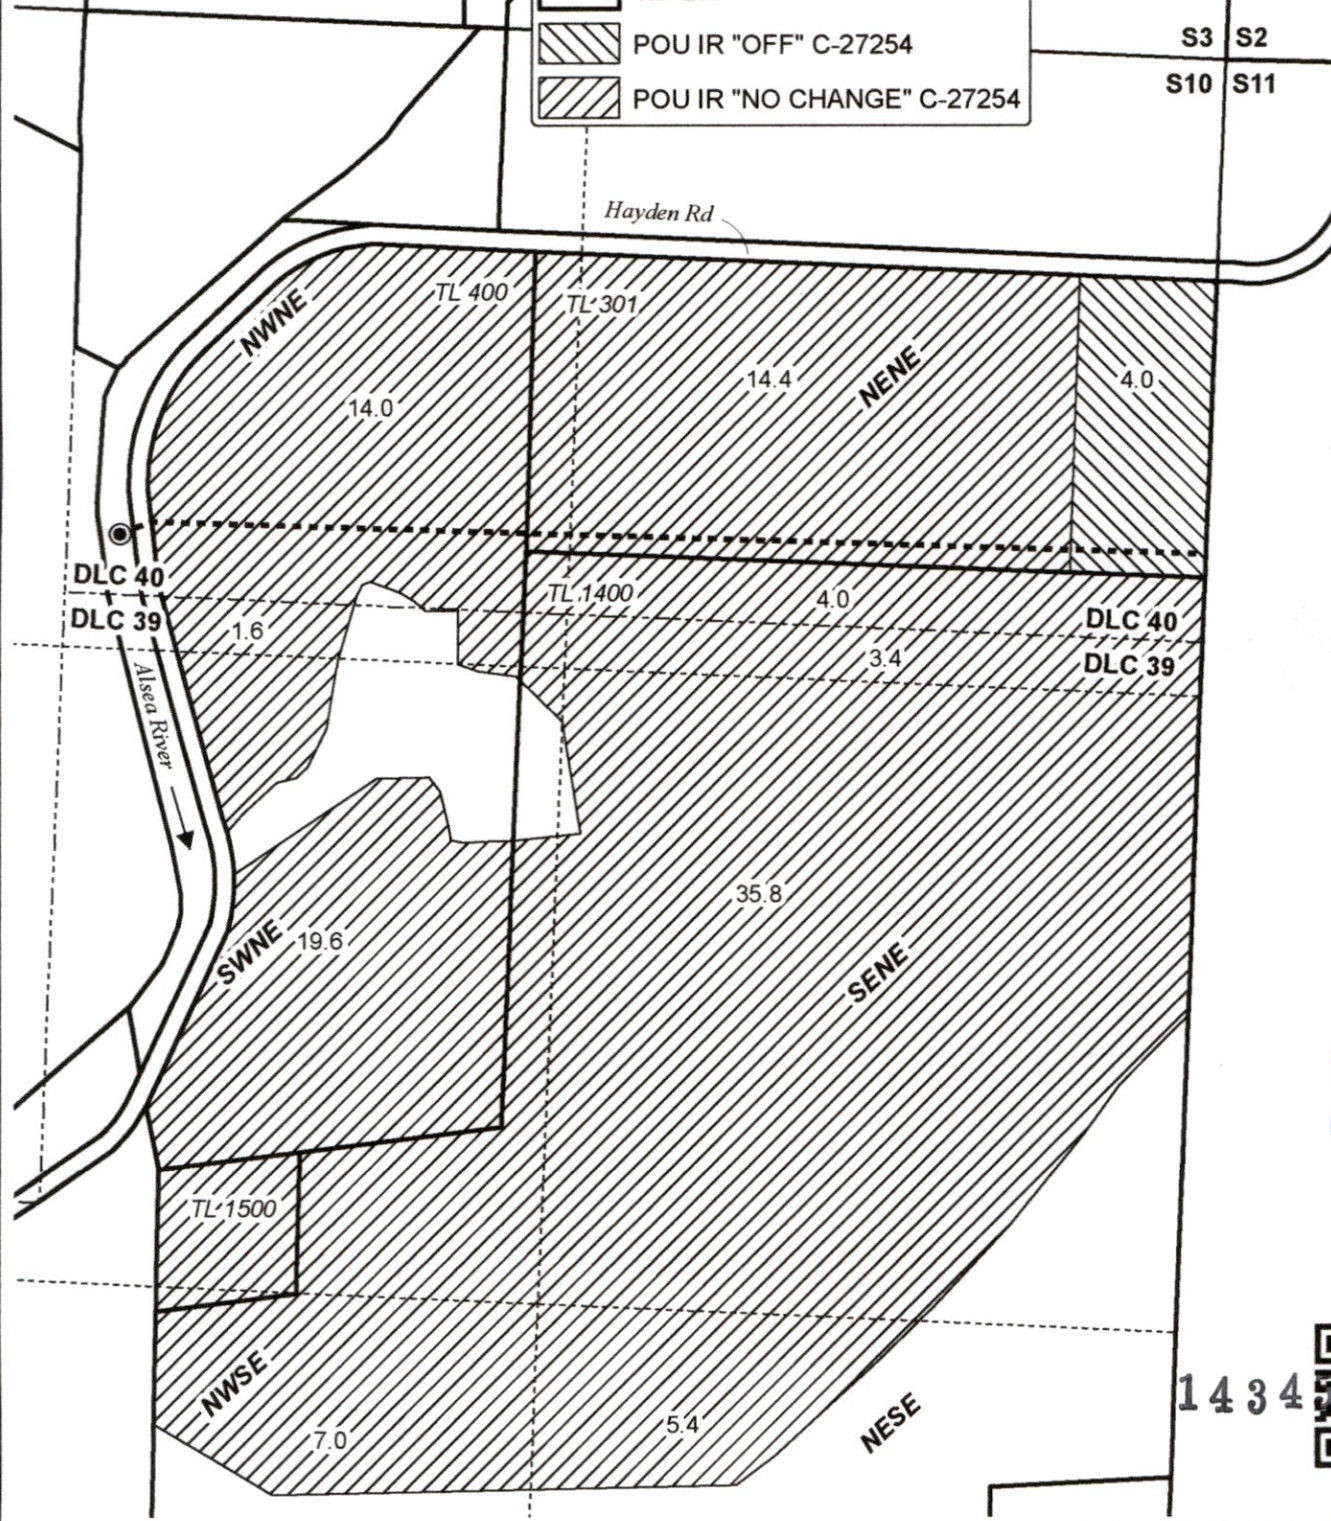 POU IR "OFF" C-27254
POU IR "NO CHANGE" C-27254
S3 S2
S10 S11
Hayden Rd
TL 400
TL 301
NWNE
14.0
14.4
NENE
4.0
DLC 40
DLC 39
TL 1400
4.0
DLC 40
DLC 39
1.6
3.4
Alsea River
35.8
SWNE
19.6
SENE
TL 1500
NWSE
7.0
5.4
NESE
1434